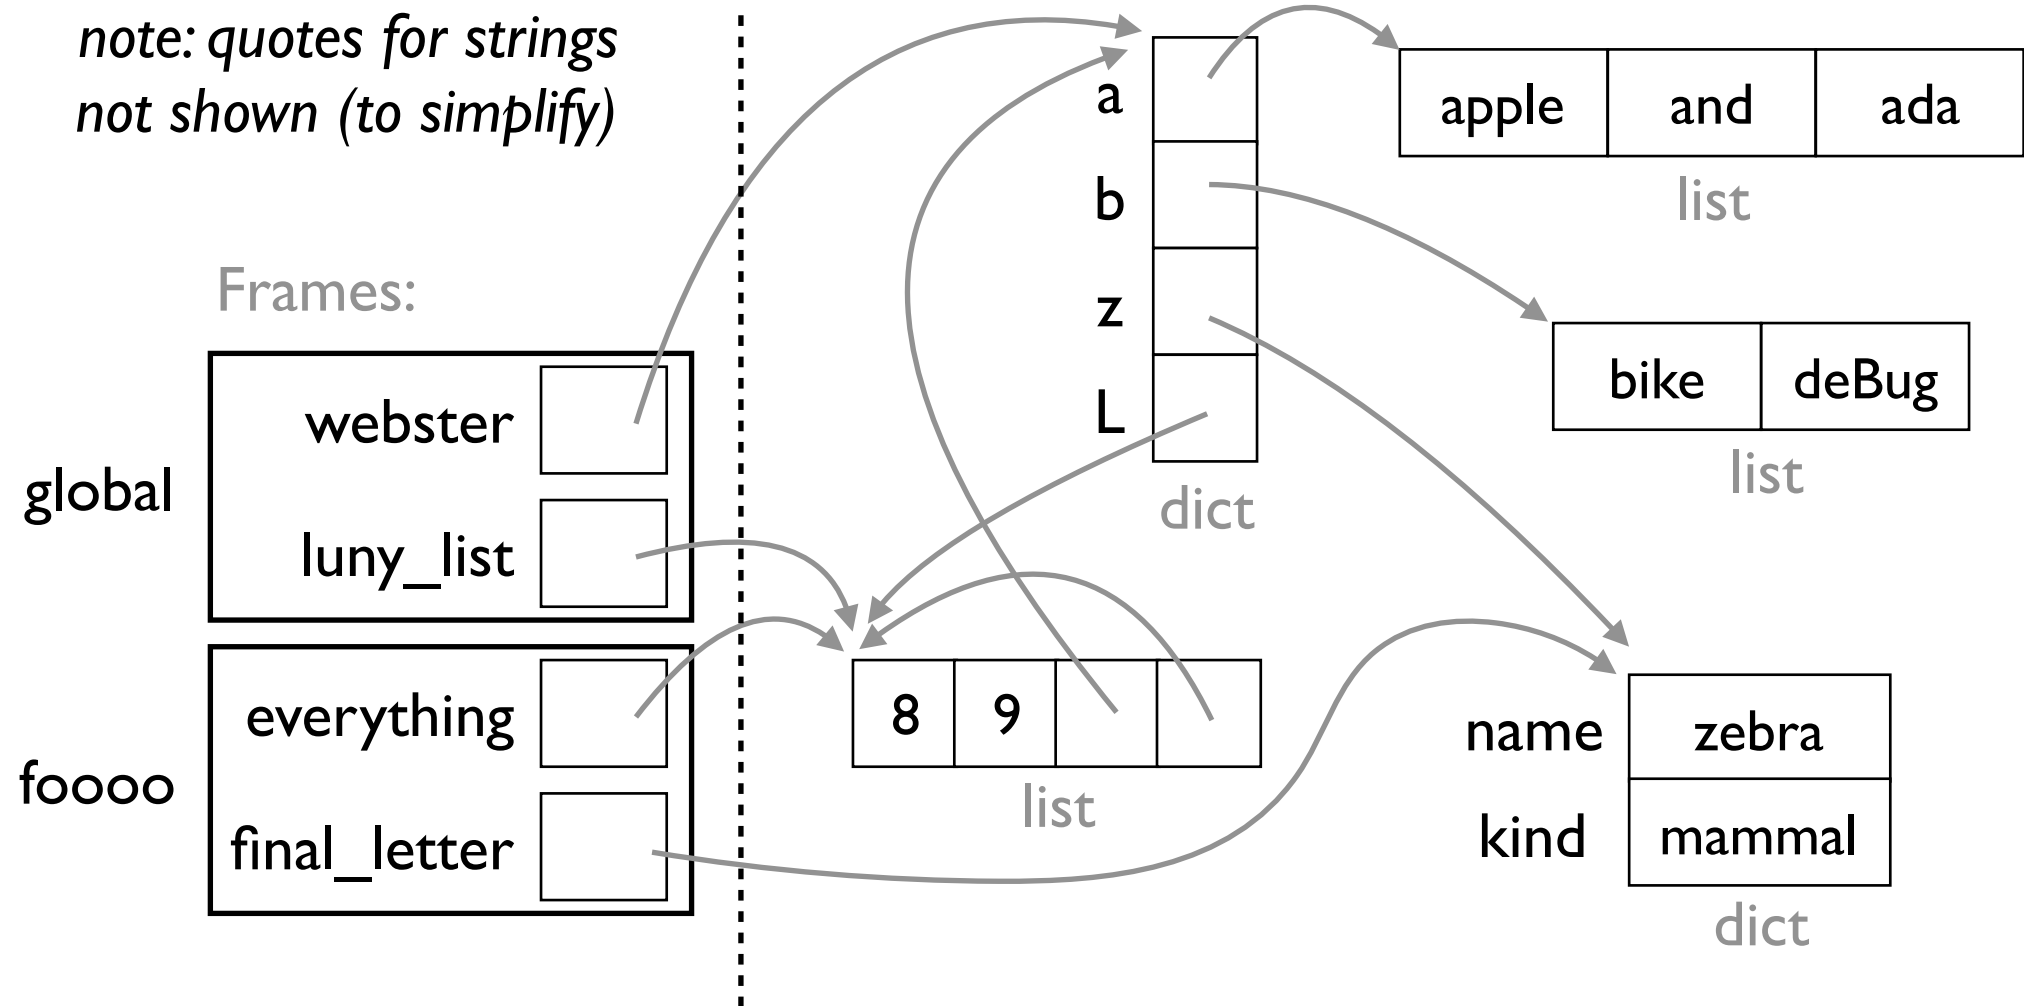 note: quotes for strings
not shown (to simplify)
Frames:
global
webster
luny_list
foooo
everything
final_letter
a
b
z
L
dict
apple and ada
list
bike deBug
list
8 9
list
name zebra
kind mammal
dict